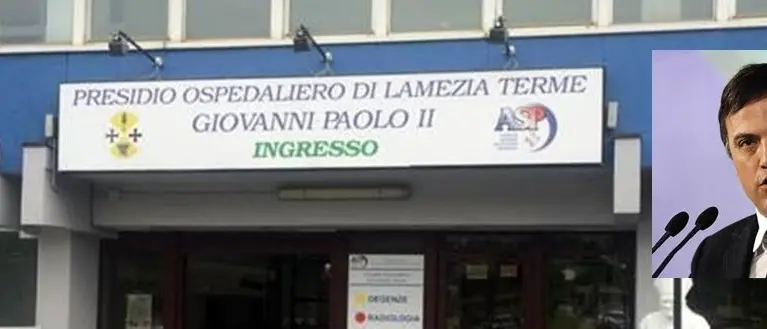 PRESIDIO OSPEDALIERO DI LAMEZIA TERME
GIOVANNI PAOLO II
ASP
INGRESSO
DEGENZE
RADIOLOGIA